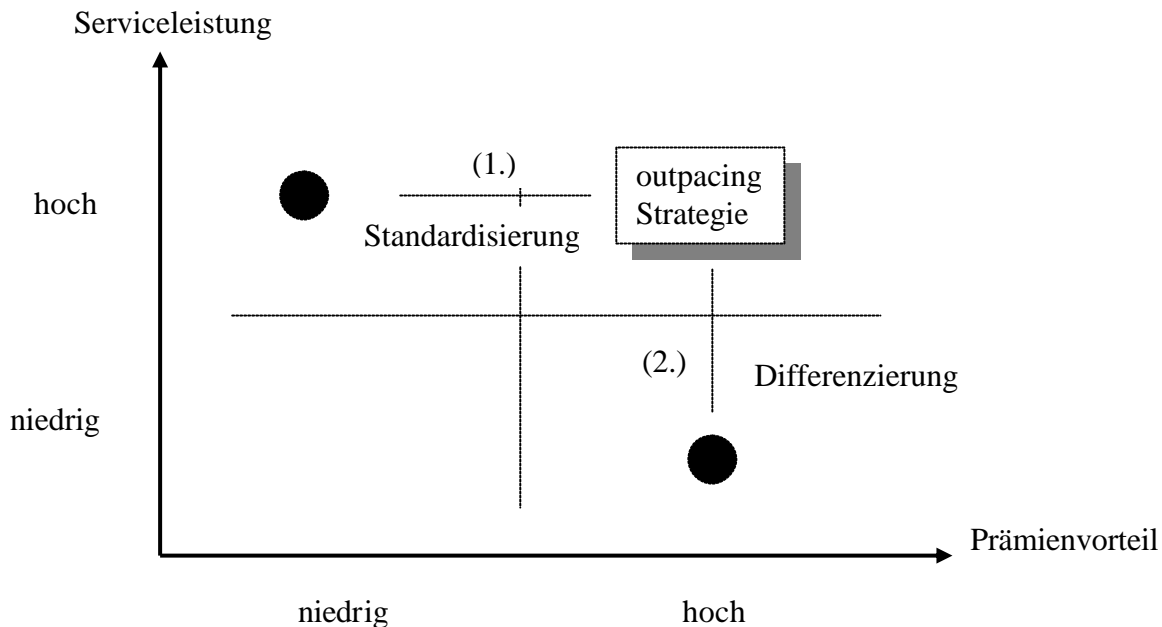 Serviceleistung
(1.)
outpacing
Strategie
hoch
Standardisierung
(2.)
Differenzierung
niedrig
Prämienvorteil
niedrig
hoch